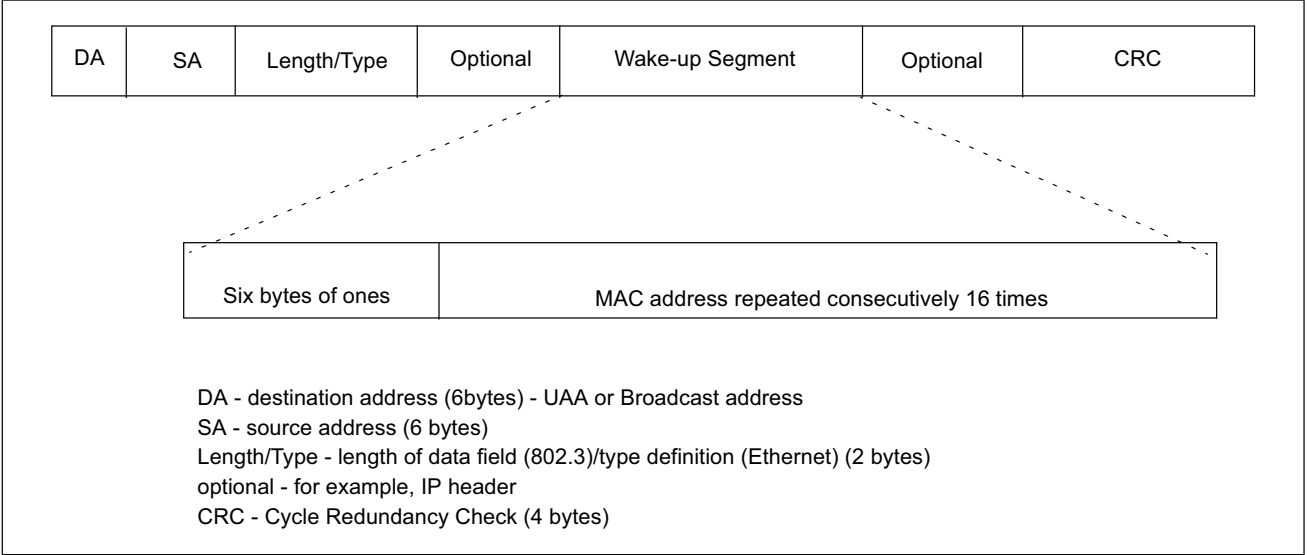 DA SA Length/Type Optional Wake-up Segment Optional CRC
Six bytes of ones MAC address repeated consecutively 16 times
DA - destination address (6bytes) - UAA or Broadcast address
SA - source address (6 bytes)
Length/Type - length of data field (802.3)/type definition (Ethernet) (2 bytes)
optional - for example, IP header
CRC - Cycle Redundancy Check (4 bytes)